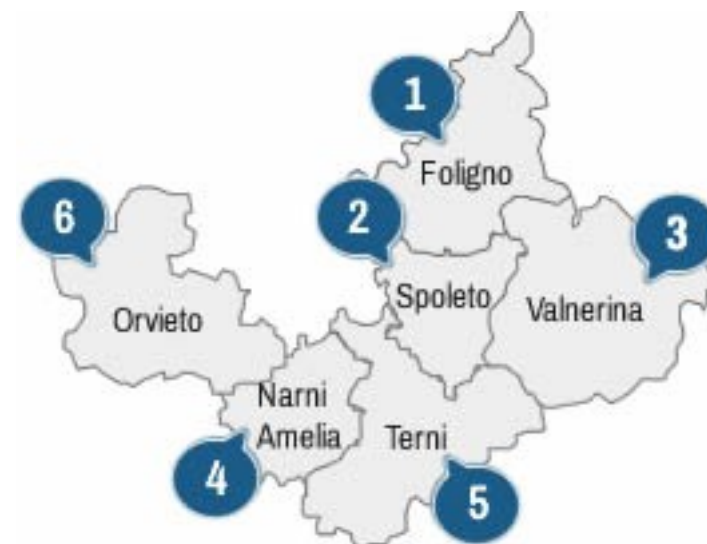 1
Foligno
2
6
3
Spoleto
Valnerina
Orvieto
Narni
Amelia
Terni
4
5